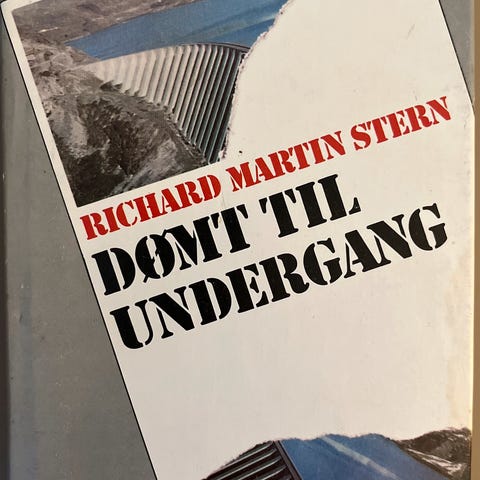 RICHARD MARTIN STERN
DØMT TIL
UNDERGANG